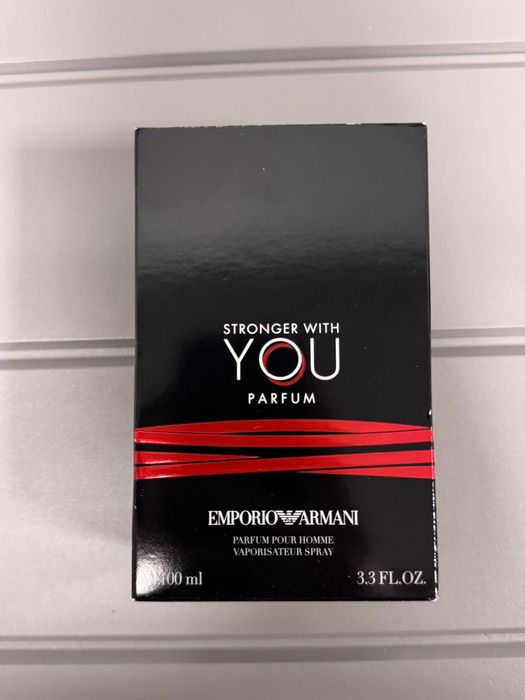 STRONGER WITH
YOU
PARFUM
EMPORIO ARMANI
PARFUM POUR HOMME
VAPORISATEUR SPRAY
100 ml 3.3 FL.OZ.